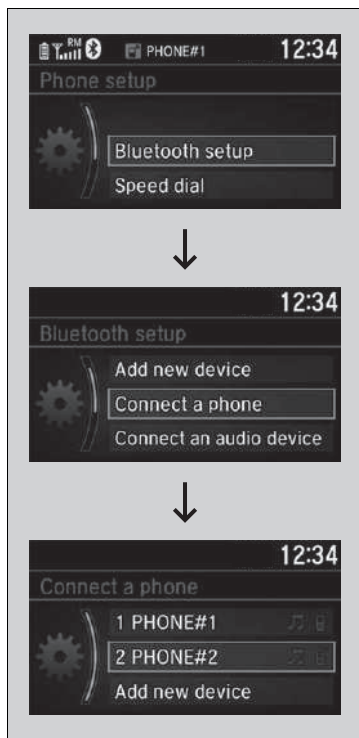 RM PHONE#1 12:34
Phone setup
Bluetooth setup
Speed dial
12:34
Bluetooth setup
Add new device
Connect a phone
Connect an audio device
12:34
Connect a phone
1 PHONE#1
2 PHONE#2
Add new device